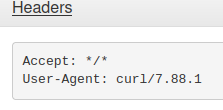 Headers
Accept: */*
User-Agent: curl/7.88.1